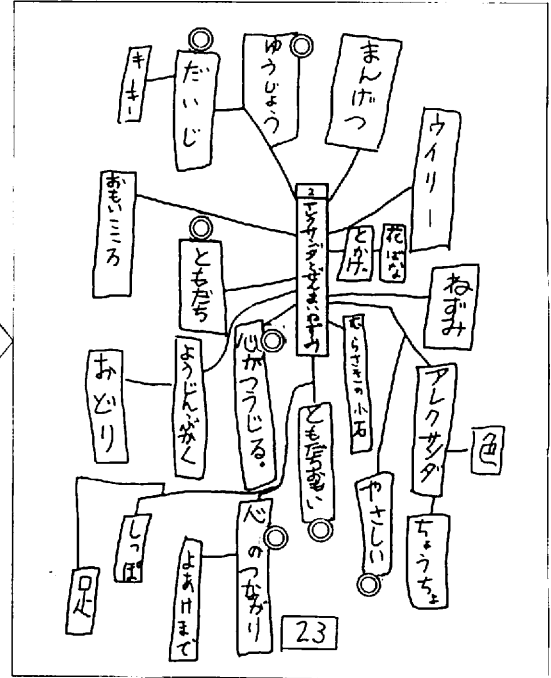 まんげつ
ゆうじょう
だいじ
キーキー
ウイリー
おもいこころ
アレクサンダとぜんまいねずみ
とかげ
花ばな
ともだち
ねずみ
むらさきの小石
心がつうじる。
ようじんぶかく
おどり
アレクサンダ
色
ともだちおもい
やさしい
ちょうちょ
しっぽ
足
心のつながり
よあけまで
23